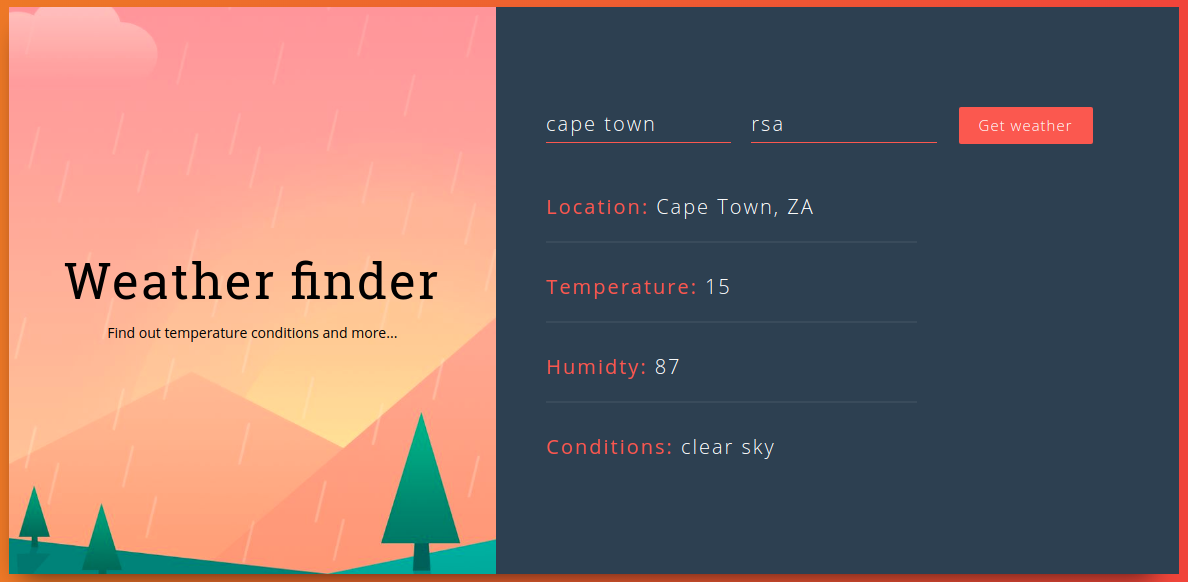 Weather finder
Find out temperature conditions and more...
cape town
rsa
Get weather
Location: Cape Town, ZA
Temperature: 15
Humidty: 87
Conditions: clear sky